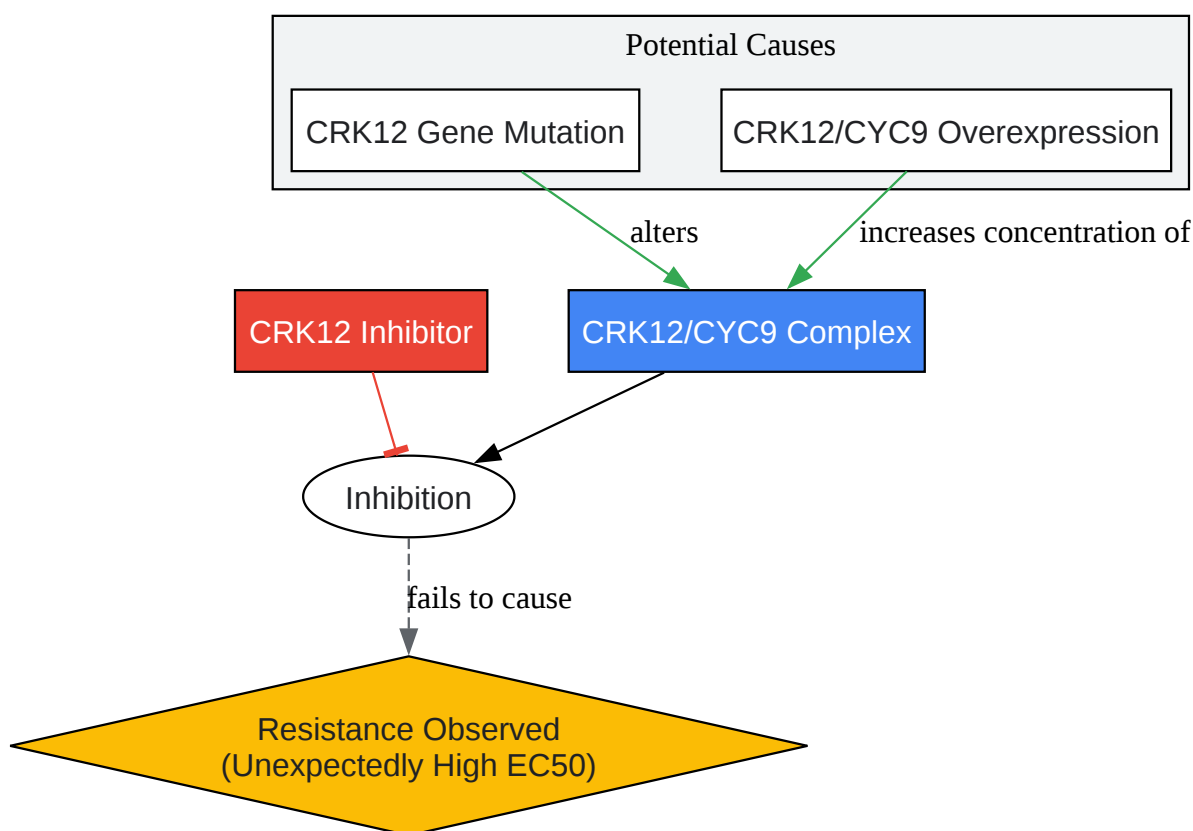 Potential Causes
CRK12 Gene Mutation
CRK12/CYC9 Overexpression
alters
increases concentration of
CRK12 Inhibitor
CRK12/CYC9 Complex
Inhibition
fails to cause
Resistance Observed
(Unexpectedly High EC50)